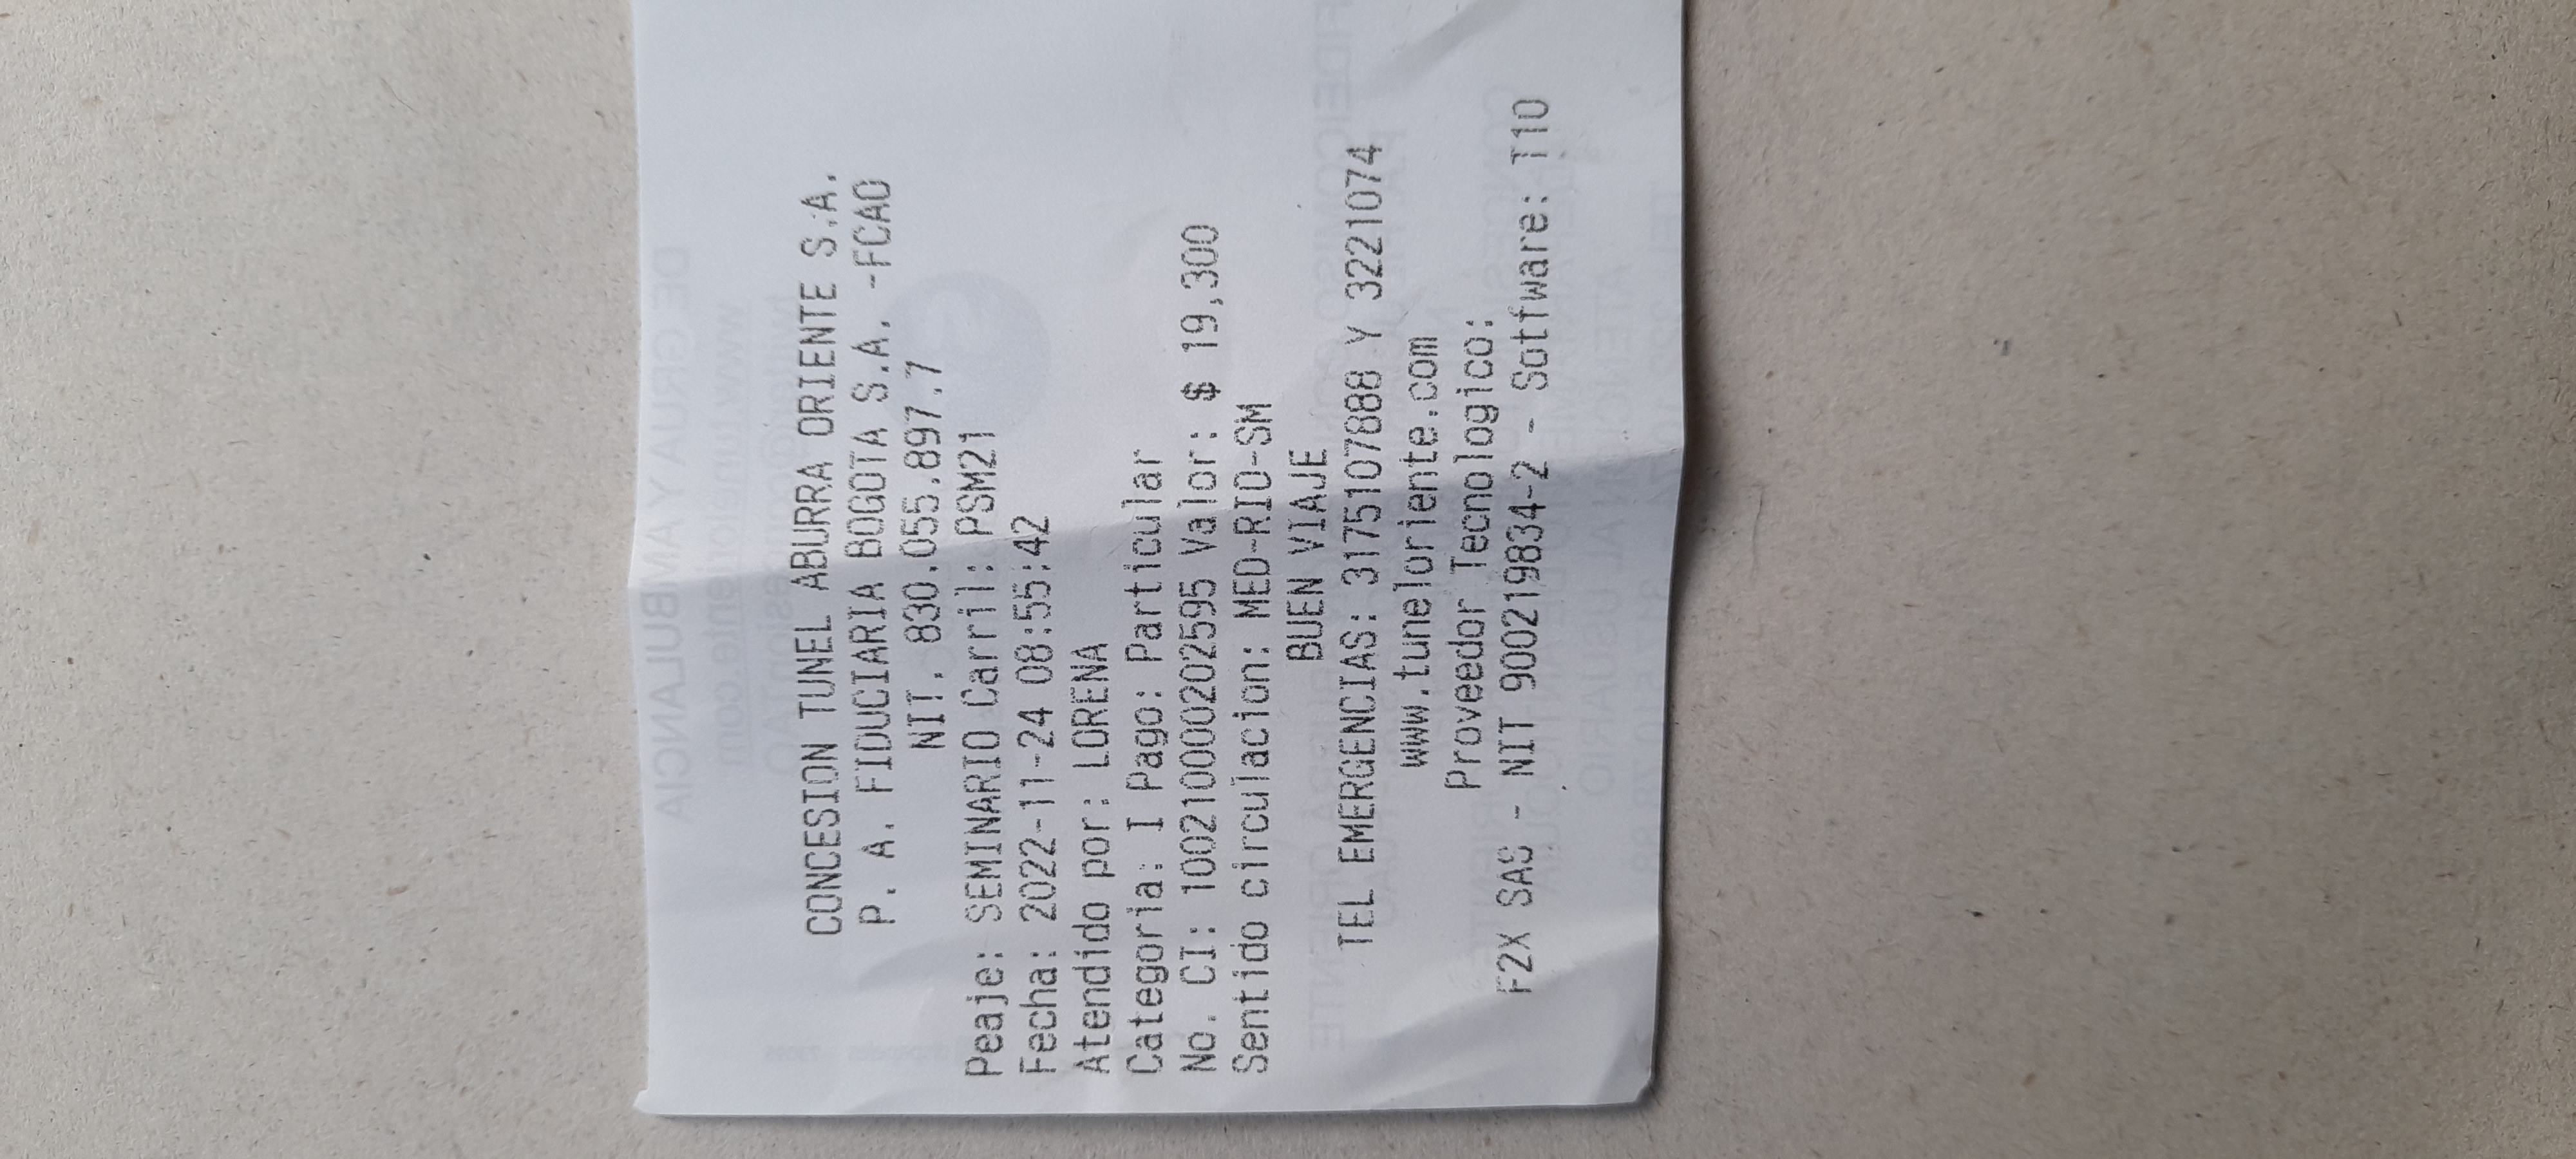 CONCESION TUNEL ABURRA ORIENTE S.A.
P. A. FIDUCIARIA BOGOTA S.A. -FCAO
NIT. 830.055.897.7
Peaje: SEMINARIO Carril: PSM21
Fecha: 2022-11-24 08:55:42
Atendido por: LORENA
Categoria: I Pago: Particular
No. CI: 100210000202595 Valor: $ 19,300
Sentido circulacion: MED-RIO-SM
BUEN VIAJE
TEL EMERGENCIAS: 3175107888 Y 3221074
www.tuneloriente.com
Proveedor Tecnologico:
F2X SAS - NIT 900219834-2 - Sotfware: T10